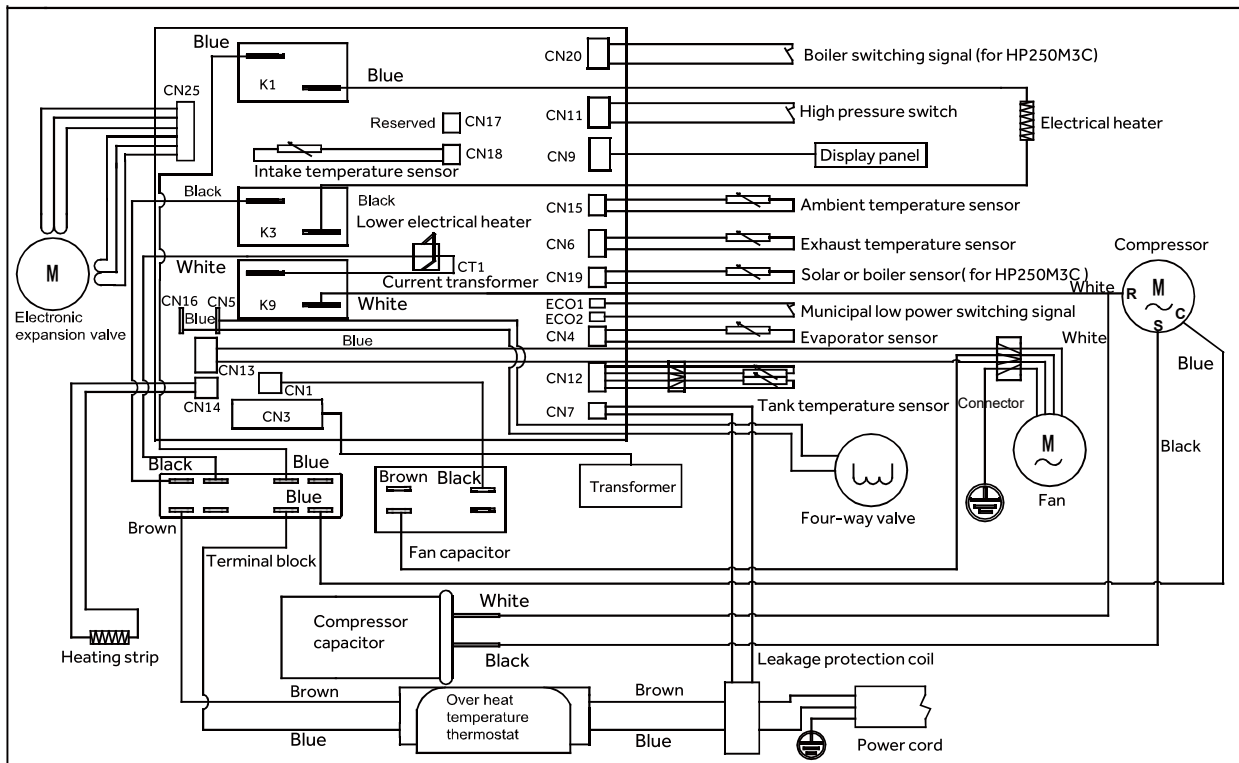 Blue
K1
Blue
CN20
Boiler switching signal (for HP250M3C)
CN25
Reserved
CN17
CN11
High pressure switch
Electrical heater
CN18
Intake temperature sensor
CN9
Display panel
Black
K3
Black
Lower electrical heater
CN15
Ambient temperature sensor
CN6
Exhaust temperature sensor
Compressor
White
CT1
Current transformer
CN19
Solar or boiler sensor( for HP250M3C )
White
M
R
M
C
S
Electronic
expansion valve
CN16
CN5
K9
White
Blue
ECO1
ECO2
Municipal low power switching signal
CN4
Evaporator sensor
White
Blue
Blue
CN13
CN1
CN14
CN3
CN12
Tank temperature sensor
CN7
Connector
M
Fan
Black
Black
Blue
Blue
Brown
Terminal block
Brown
Black
Fan capacitor
Transformer
Four-way valve
Compressor
capacitor
White
Black
Heating strip
Leakage protection coil
Brown
Blue
Over heat
temperature
thermostat
Brown
Blue
Power cord